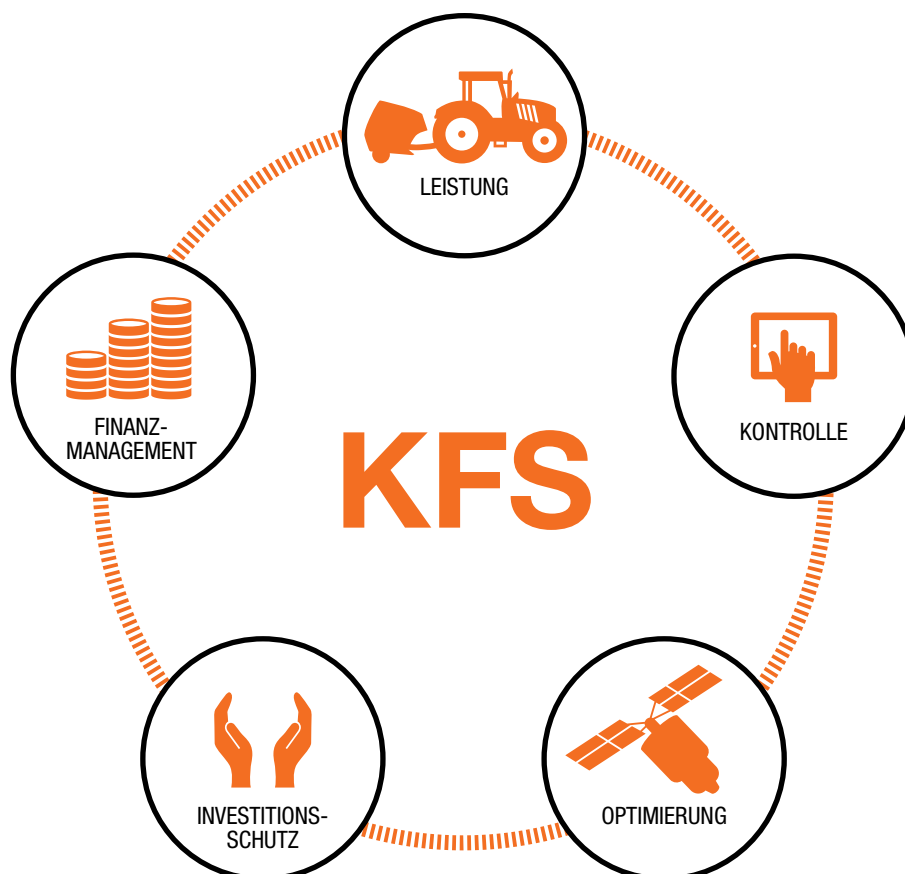 LEISTUNG
FINANZ-
MANAGEMENT
KONTROLLE
KFS
INVESTITIONS-
SCHUTZ
OPTIMIERUNG